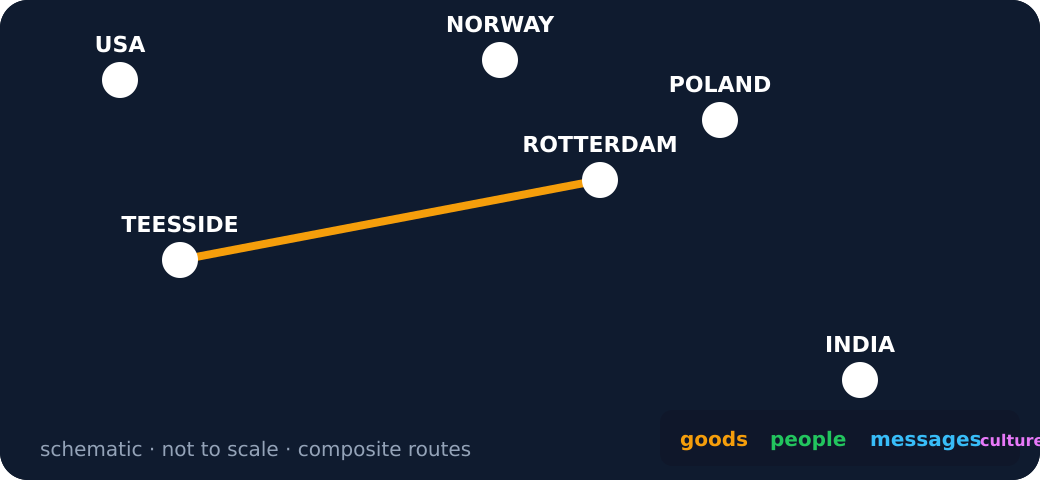 NORWAY
USA
POLAND
ROTTERDAM
TEESSIDE
INDIA
goods people messages culture
schematic · not to scale · composite routes